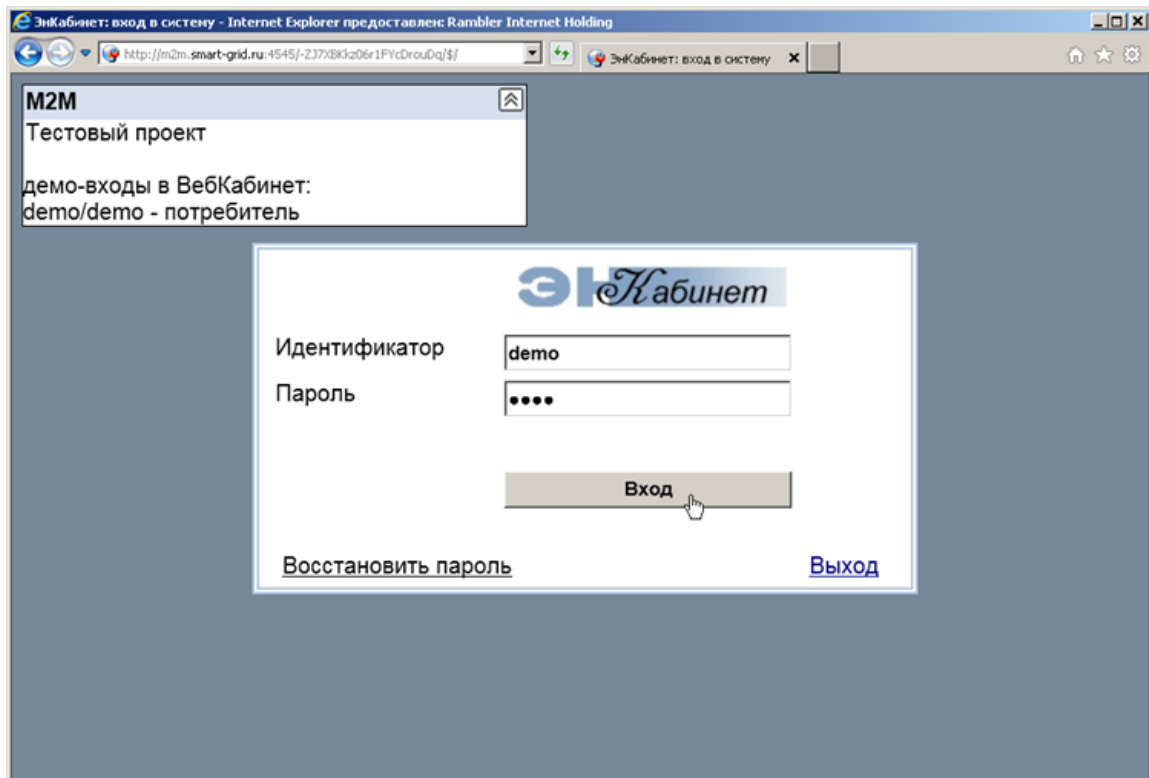 ЭнКабинет: вход в систему - Internet Explorer предоставлен: Rambler Internet Holding
http://m2m.smart-grid.ru:4545/-ZJ7XBKkz06r1FYcDrouDq/$/
ЭнКабинет: вход в систему
M2M
Тестовый проект
демо-входы в ВебКабинет:
demo/demo - потребитель
ЭН Кабинет
Идентификатор
demo
Пароль
••••
Вход
Восстановить пароль
Выход